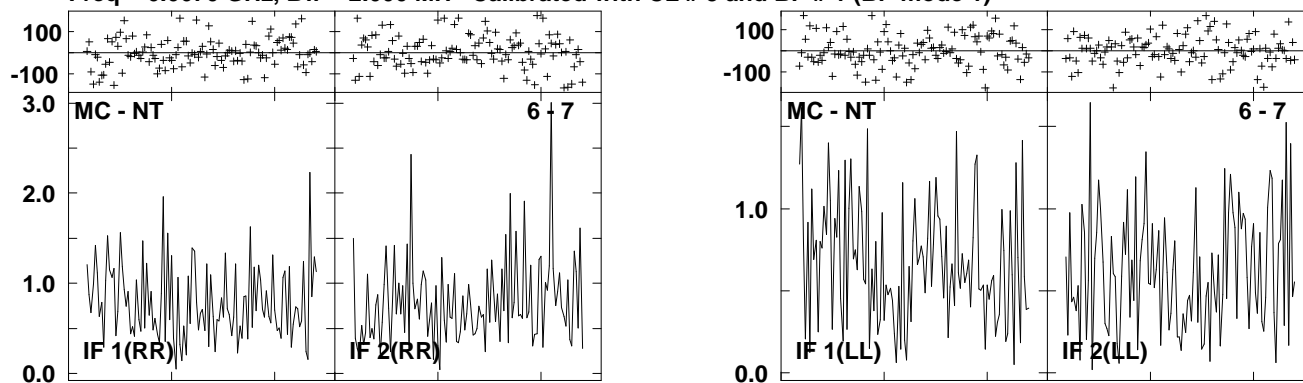 100
-100
3.0
2.0
1.0
0.0
MC - NT
6 - 7
IF 1(RR)
IF 2(RR)
100
-100
1.0
0.0
MC - NT
6 - 7
IF 1(LL)
IF 2(LL)